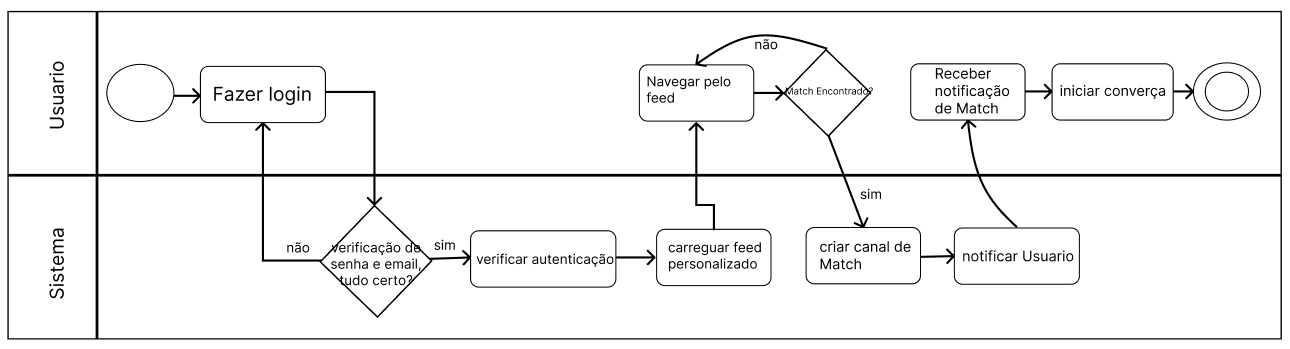 Usuario
Fazer login
Navegar pelo
feed
não
Match Encontrado?
Receber
notificação
de Match
iniciar converça
Sistema
não
verificação de
senha e email,
tudo certo?
sim
verificar autenticação
carreguar feed
personalizado
sim
criar canal de
Match
notificar Usuario